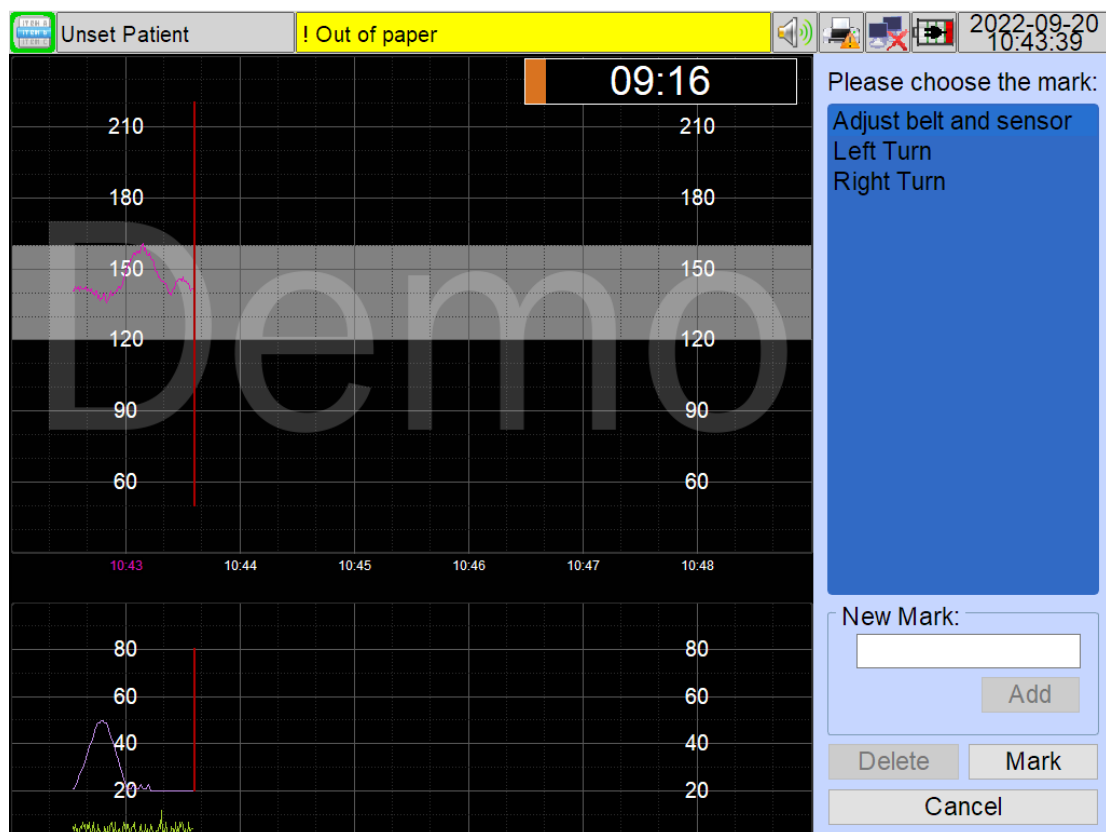 ITEM A
ITEM B
ITEM C
Unset Patient
! Out of paper
2022-09-20
10:43:39
09:16
210 210
180 180
150 150
120 120
90 90
60 60
Demo
10:43 10:44 10:45 10:46 10:47 10:48
80 80
60 60
40 40
20 20
Please choose the mark:
Adjust belt and sensor
Left Turn
Right Turn
New Mark:
Add
Delete Mark
Cancel